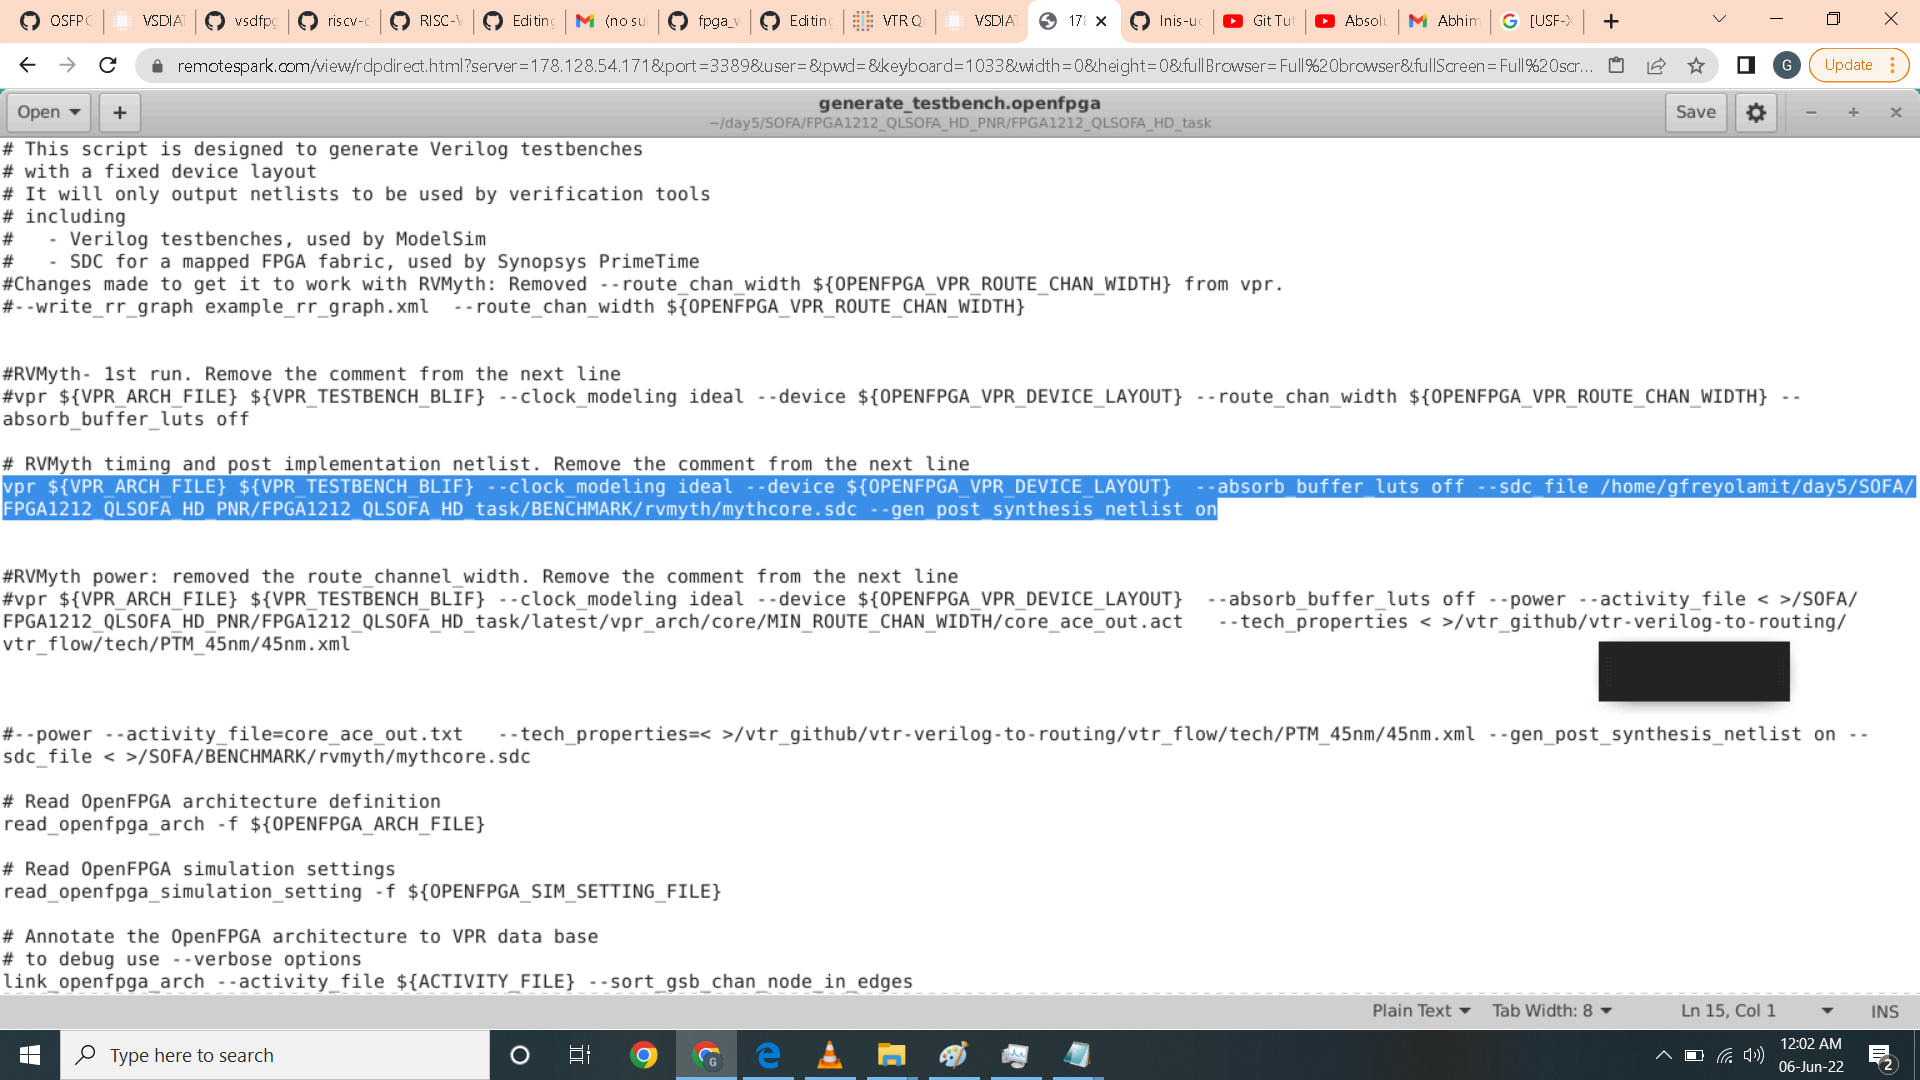 OSFPG
VSDIAT
vsdfpg
riscv-c
RISC-V
Editing
(no su
fpga_v
Editing
VTR Q
VSDIAT
178
lnis-uc
Git Tut
Absolu
Abhim
[USF-X
remotespark.com/view/rdpdirect.html?server=178.128.54.171&port=3389&user=&pwd=&keyboard=1033&width=0&height=0&fullBrowser=Full%20browser&fullScreen=Full%20scr...
G
Update
Open
generate_testbench.openfpga
~/day5/SOFA/FPGA1212_QLSOFA_HD_PNR/FPGA1212_QLSOFA_HD_task
Save
# This script is designed to generate Verilog testbenches
# with a fixed device layout
# It will only output netlists to be used by verification tools
# including
#   - Verilog testbenches, used by ModelSim
#   - SDC for a mapped FPGA fabric, used by Synopsys PrimeTime
#Changes made to get it to work with RVMyth: Removed --route_chan_width ${OPENFPGA_VPR_ROUTE_CHAN_WIDTH} from vpr.
#--write_rr_graph example_rr_graph.xml  --route_chan_width ${OPENFPGA_VPR_ROUTE_CHAN_WIDTH}
#RVMyth- 1st run. Remove the comment from the next line
#vpr ${VPR_ARCH_FILE} ${VPR_TESTBENCH_BLIF} --clock_modeling ideal --device ${OPENFPGA_VPR_DEVICE_LAYOUT} --route_chan_width ${OPENFPGA_VPR_ROUTE_CHAN_WIDTH} --
absorb_buffer_luts off
# RVMyth timing and post implementation netlist. Remove the comment from the next line
vpr ${VPR_ARCH_FILE} ${VPR_TESTBENCH_BLIF} --clock_modeling ideal --device ${OPENFPGA_VPR_DEVICE_LAYOUT}  --absorb_buffer_luts off --sdc_file /home/gfreyolamit/day5/SOFA/
FPGA1212_QLSOFA_HD_PNR/FPGA1212_QLSOFA_HD_task/BENCHMARK/rvmyth/mythcore.sdc --gen_post_synthesis_netlist on
#RVMyth power: removed the route_channel_width. Remove the comment from the next line
#vpr ${VPR_ARCH_FILE} ${VPR_TESTBENCH_BLIF} --clock_modeling ideal --device ${OPENFPGA_VPR_DEVICE_LAYOUT}  --absorb_buffer_luts off --power --activity_file < >/SOFA/
FPGA1212_QLSOFA_HD_PNR/FPGA1212_QLSOFA_HD_task/latest/vpr_arch/core/MIN_ROUTE_CHAN_WIDTH/core_ace_out.act   --tech_properties < >/vtr_github/vtr-verilog-to-routing/
vtr_flow/tech/PTM_45nm/45nm.xml
#--power --activity_file=core_ace_out.txt   --tech_properties=< >/vtr_github/vtr-verilog-to-routing/vtr_flow/tech/PTM_45nm/45nm.xml --gen_post_synthesis_netlist on --
sdc_file < >/SOFA/BENCHMARK/rvmyth/mythcore.sdc
# Read OpenFPGA architecture definition
read_openfpga_arch -f ${OPENFPGA_ARCH_FILE}
# Read OpenFPGA simulation settings
read_openfpga_simulation_setting -f ${OPENFPGA_SIM_SETTING_FILE}
# Annotate the OpenFPGA architecture to VPR data base
# to debug use --verbose options
link_openfpga_arch --activity_file ${ACTIVITY_FILE} --sort_gsb_chan_node_in_edges
Plain Text
Tab Width: 8
Ln 15, Col 1
INS
Type here to search
12:02 AM
06-Jun-22
2